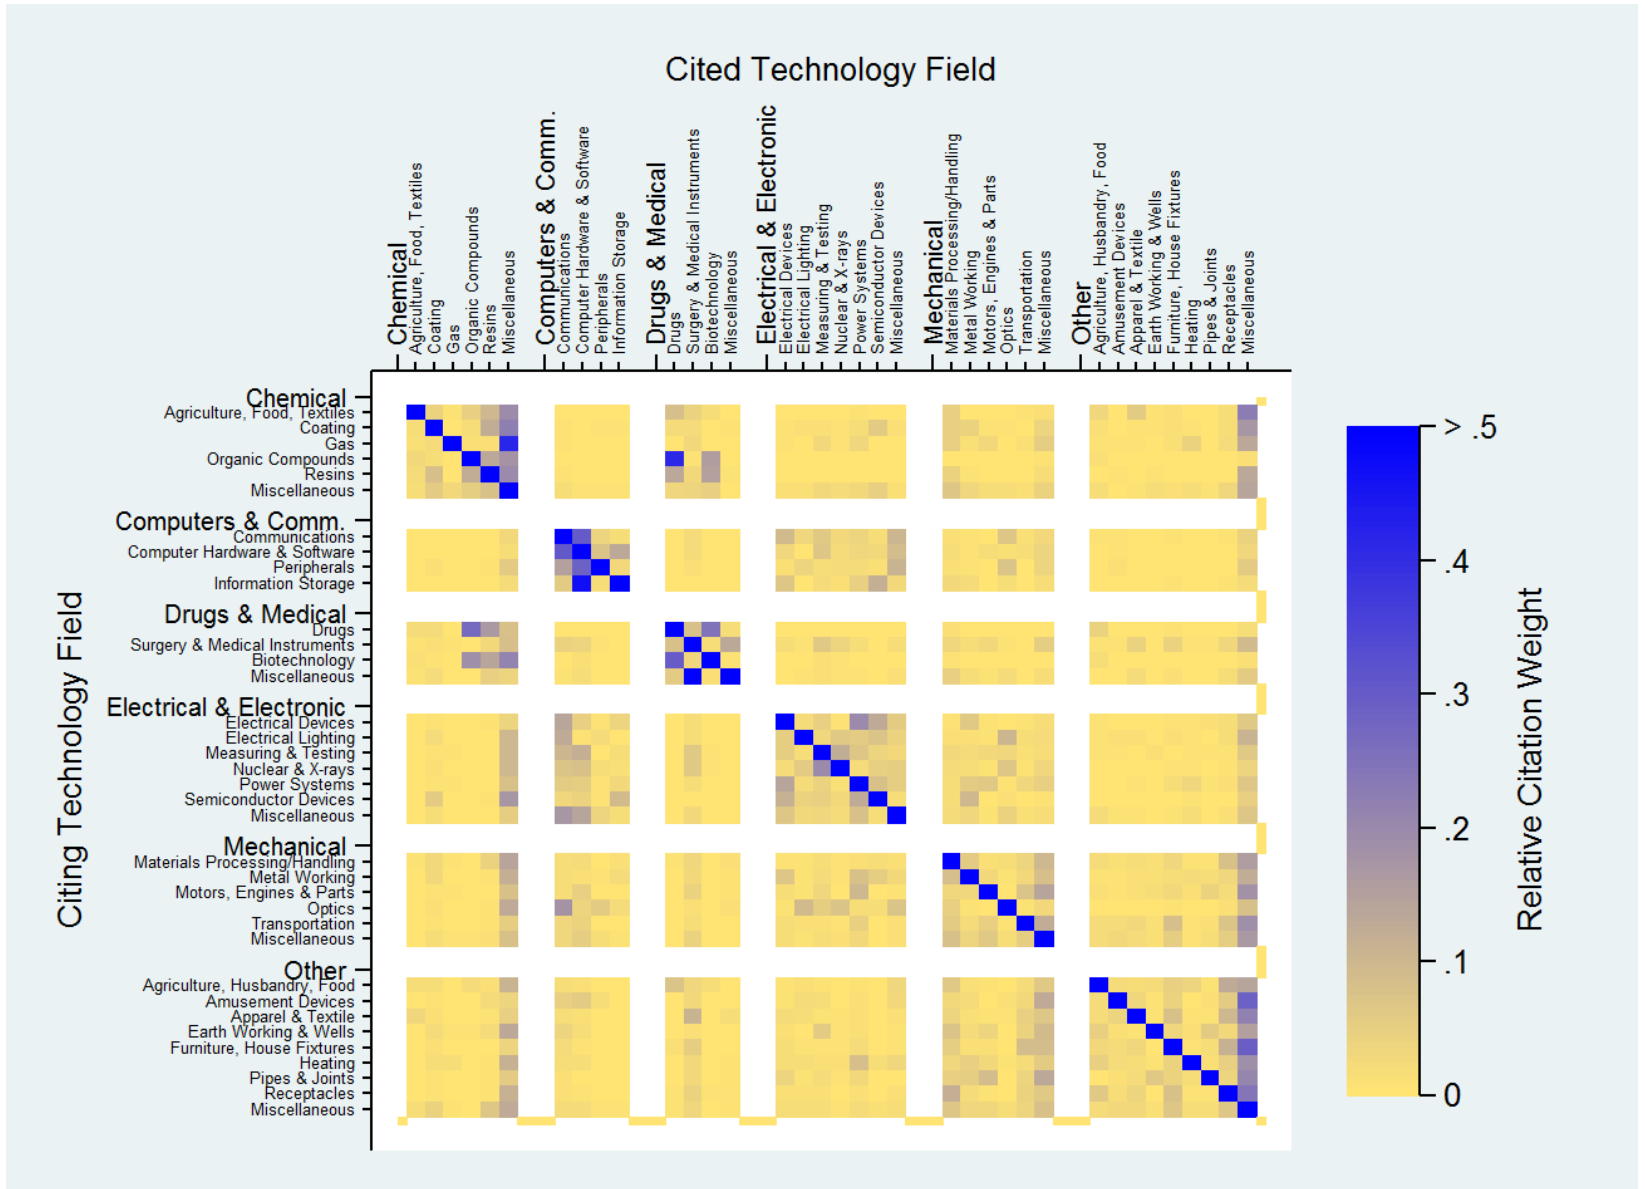 Cited Technology Field
Chemical
Agriculture, Food, Textiles
Coating
Gas
Organic Compounds
Resins
Miscellaneous
Computers & Comm.
Communications
Computer Hardware & Software
Peripherals
Information Storage
Drugs & Medical
Drugs
Surgery & Medical Instruments
Biotechnology
Miscellaneous
Electrical & Electronic
Electrical Devices
Electrical Lighting
Measuring & Testing
Nuclear & X-rays
Power Systems
Semiconductor Devices
Miscellaneous
Mechanical
Materials Processing/Handling
Metal Working
Motors, Engines & Parts
Optics
Transportation
Miscellaneous
Other
Agriculture, Husbandry, Food
Amusement Devices
Apparel & Textile
Earth Working & Wells
Furniture, House Fixtures
Heating
Pipes & Joints
Receptacles
Miscellaneous
Citing Technology Field
Chemical
Agriculture, Food, Textiles
Coating
Gas
Organic Compounds
Resins
Miscellaneous
Computers & Comm.
Communications
Computer Hardware & Software
Peripherals
Information Storage
Drugs & Medical
Drugs
Surgery & Medical Instruments
Biotechnology
Miscellaneous
Electrical & Electronic
Electrical Devices
Electrical Lighting
Measuring & Testing
Nuclear & X-rays
Power Systems
Semiconductor Devices
Miscellaneous
Mechanical
Materials Processing/Handling
Metal Working
Motors, Engines & Parts
Optics
Transportation
Miscellaneous
Other
Agriculture, Husbandry, Food
Amusement Devices
Apparel & Textile
Earth Working & Wells
Furniture, House Fixtures
Heating
Pipes & Joints
Receptacles
Miscellaneous
> .5
.4
.3
.2
.1
0
Relative Citation Weight